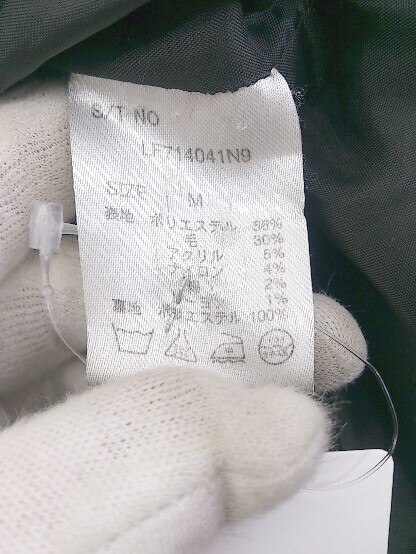 S/T NO
LF714041N9
SIZE M
表地 ポリエステル 58%
毛 30%
アクリル 5%
ナイロン 4%
2%
1%
裏地 ポリエステル 100%